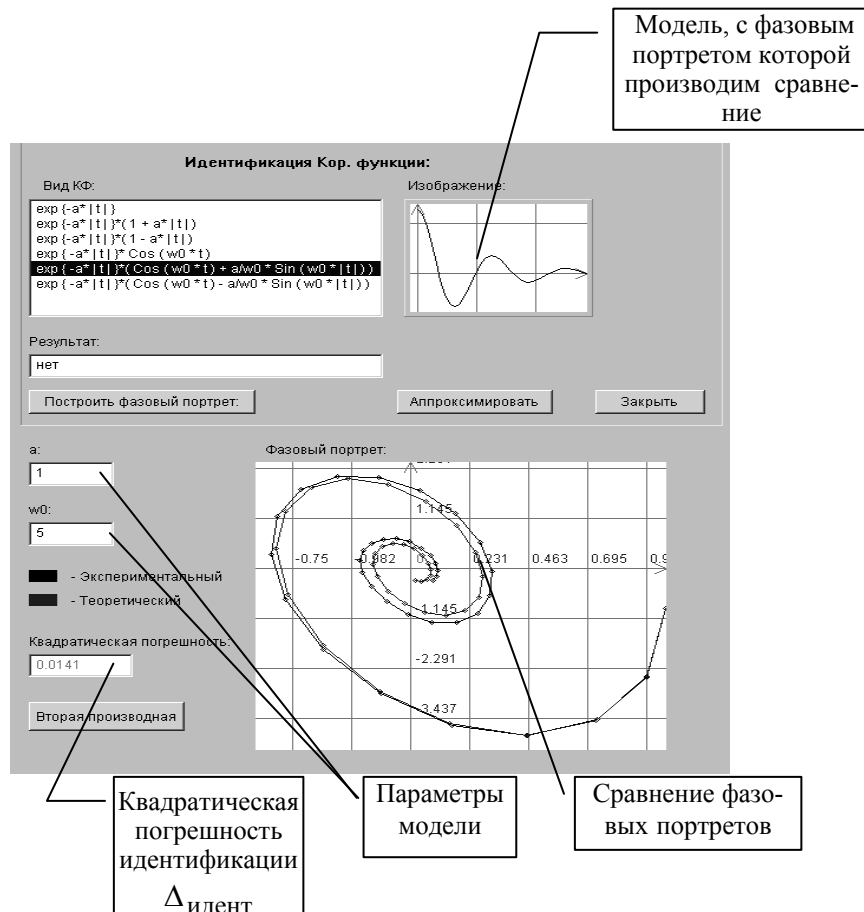 Модель, с фазовым
портретом которой
производим сравне-
ние
Идентификация Кор. функции:
Вид КФ:
Изображение:
exp {-a* | t | }
exp {-a* | t | }*(1 + a* | t | )
exp {-a* | t | }*(1 - a* | t | )
exp { -a* | t | }* Cos (w0 * t)
exp { -a* | t | }*( Cos (w0 * t) + a/w0 * Sin (w0 * | t | ) )
exp { -a* | t | }*( Cos (w0 * t) - a/w0 * Sin (w0 * | t | ) )
Результат:
нет
Построить фазовый портрет:
Аппроксимировать
Закрыть
a:
1
w0:
5
- Экспериментальный
- Теоретический
Квадратическая погрешность:
0.0141
Вторая производная
Фазовый портрет:
1.145
-0.75
0.231
0.463
0.695
1.145
-2.291
-3.437
Квадратическая
погрешность
идентификации
Δидент
Параметры
модели
Сравнение фазо-
вых портретов